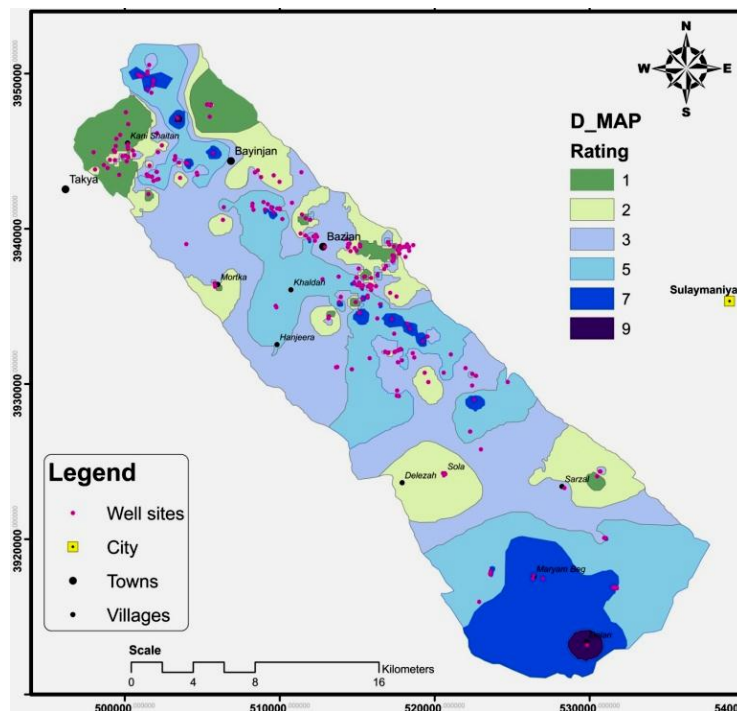 N
W E
S
3950000
3940000
3930000
3920000
D_MAP
Rating
1
2
3
5
7
9
Kani Shaitan
Bayinjan
Takya
Bazian
Mortka
Khaldan
Sulaymaniya
Hanjeera
Delezah
Sola
Sarzal
Maryam Beg
Legend
Well sites
City
Towns
Villages
Scale
Kilometers
0 4 8 16
500000 510000 520000 530000 5400